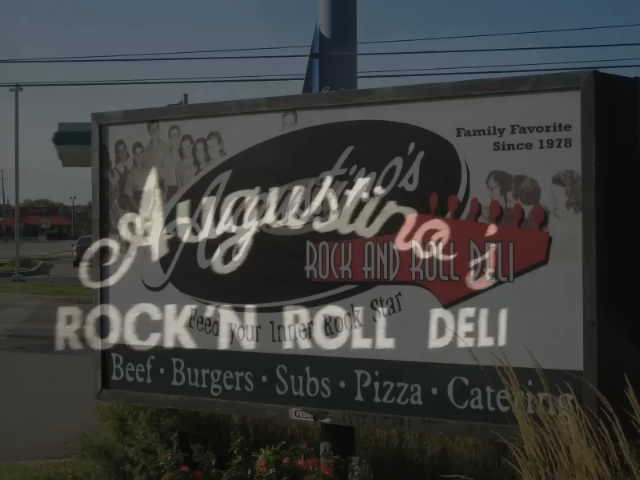 Family Favorite
Since 1978
Agostino's
Augustino's
ROCK AND ROLL DELI
ROCK'N ROLL DELI
Feed your Inner Rock Star
Beef · Burgers · Subs · Pizza · Catering